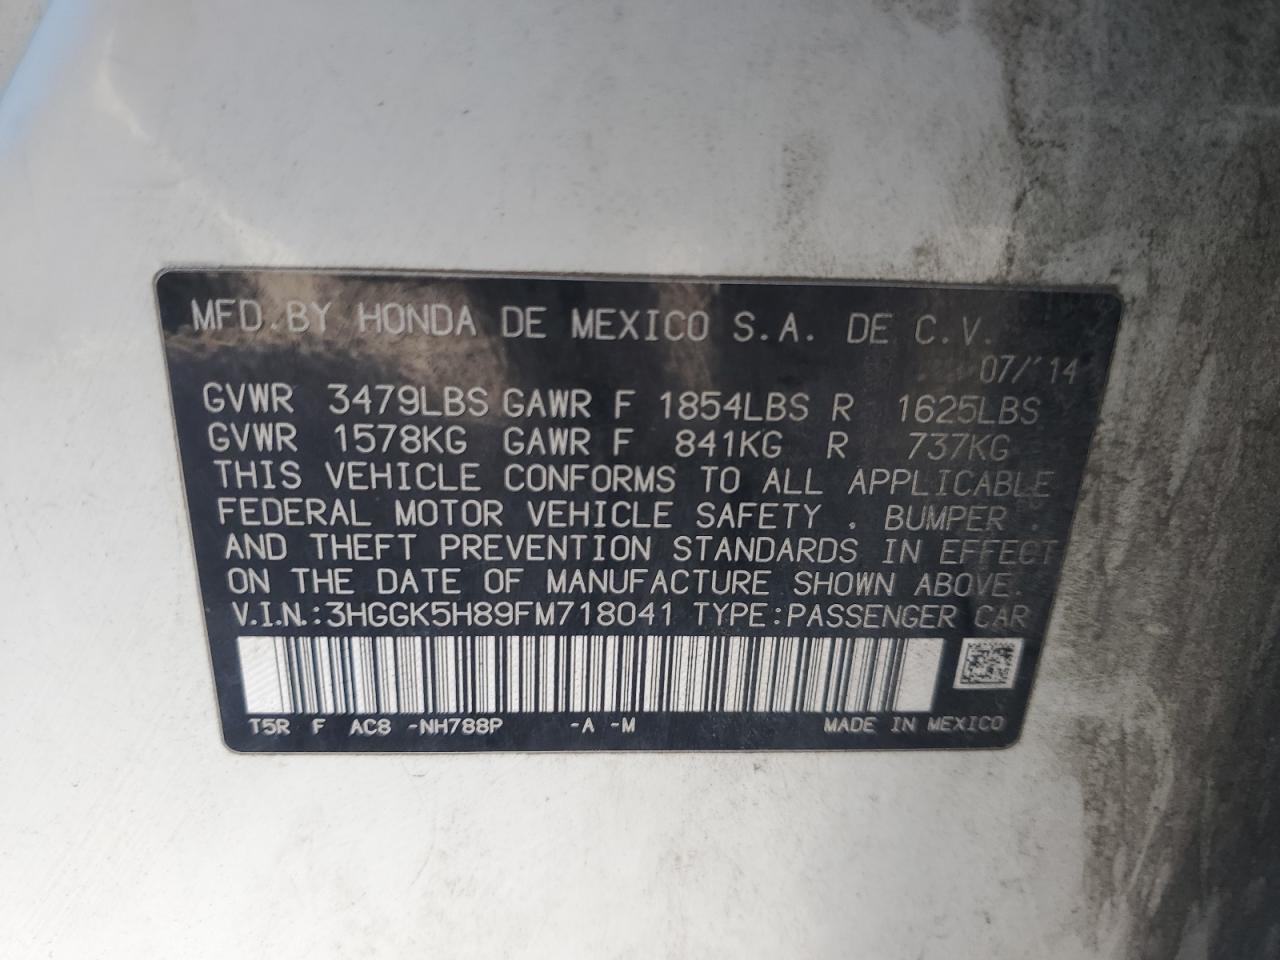 MFD.BY HONDA DE MEXICO S.A. DE C.V.
07/ 14
GVWR 3479LBS GAWR F 1854LBS R 1625LBS
GVWR 1578KG GAWR F 841KG R 737KG
THIS VEHICLE CONFORMS TO ALL APPLICABLE
FEDERAL MOTOR VEHICLE SAFETY , BUMPER ,
AND THEFT PREVENTION STANDARDS IN EFFECT
ON THE DATE OF MANUFACTURE SHOWN ABOVE.
V.I.N.:3HGGK5H89FM718041 TYPE:PASSENGER CAR
T5R F AC8 -NH788P -A -M MADE IN MEXICO